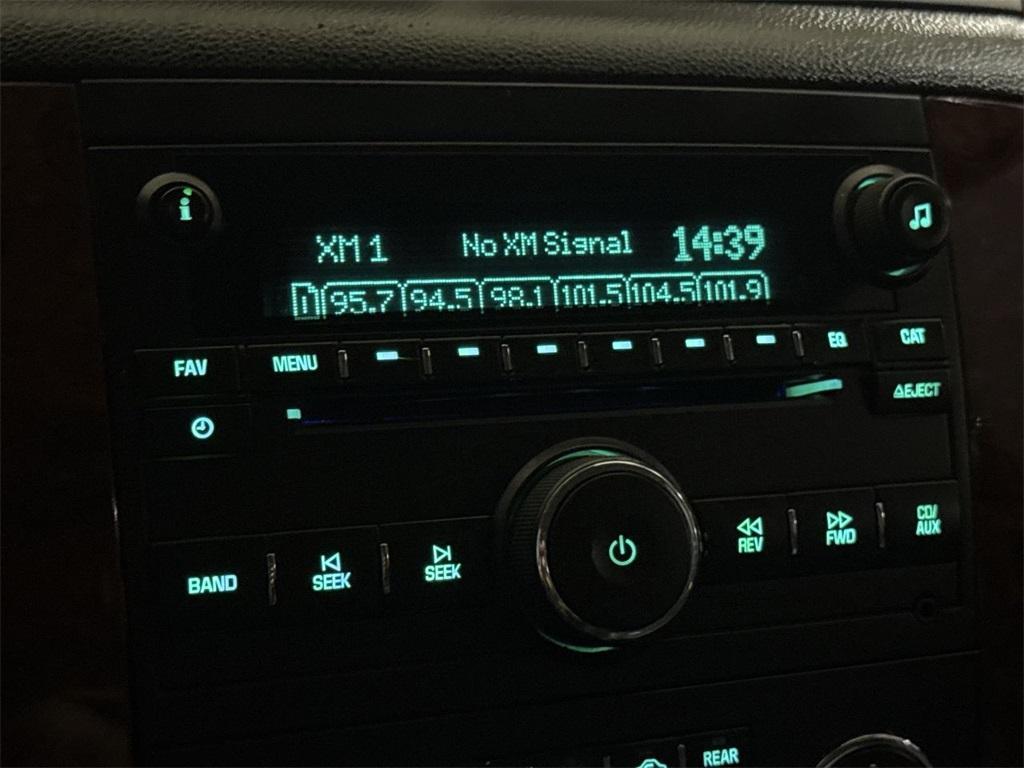 i
XM 1 No XM Signal 14:39
95.7 94.5 98.1 101.5 104.5 101.9
FAV MENU EQ CAT
EJECT
BAND SEEK SEEK REV FWD CD/
AUX
REAR